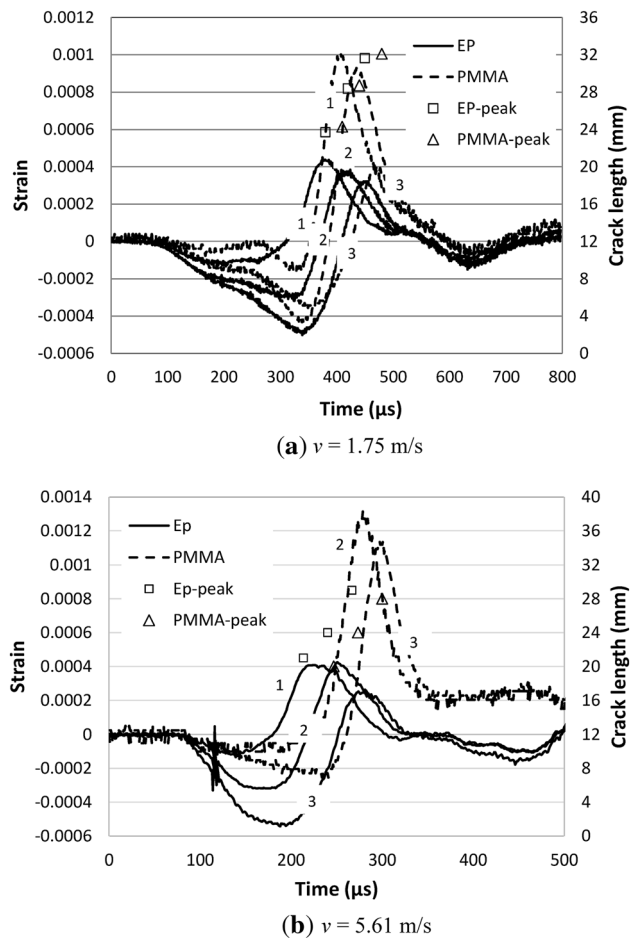 0.0012
0.001
0.0008
0.0006
0.0004
0.0002
0
-0.0002
-0.0004
-0.0006
Strain
36
32
28
24
20
16
12
8
4
0
Crack length (mm)
EP
PMMA
EP-peak
PMMA-peak
1
2
3
1
2
3
0 100 200 300 400 500 600 700 800
Time (µs)
(a) v = 1.75 m/s
0.0014
0.0012
0.001
0.0008
0.0006
0.0004
0.0002
0
-0.0002
-0.0004
-0.0006
Strain
40
36
32
28
24
20
16
12
8
4
0
Crack length (mm)
Ep
PMMA
Ep-peak
PMMA-peak
2
3
1
2
3
0 100 200 300 400 500
Time (µs)
(b) v = 5.61 m/s